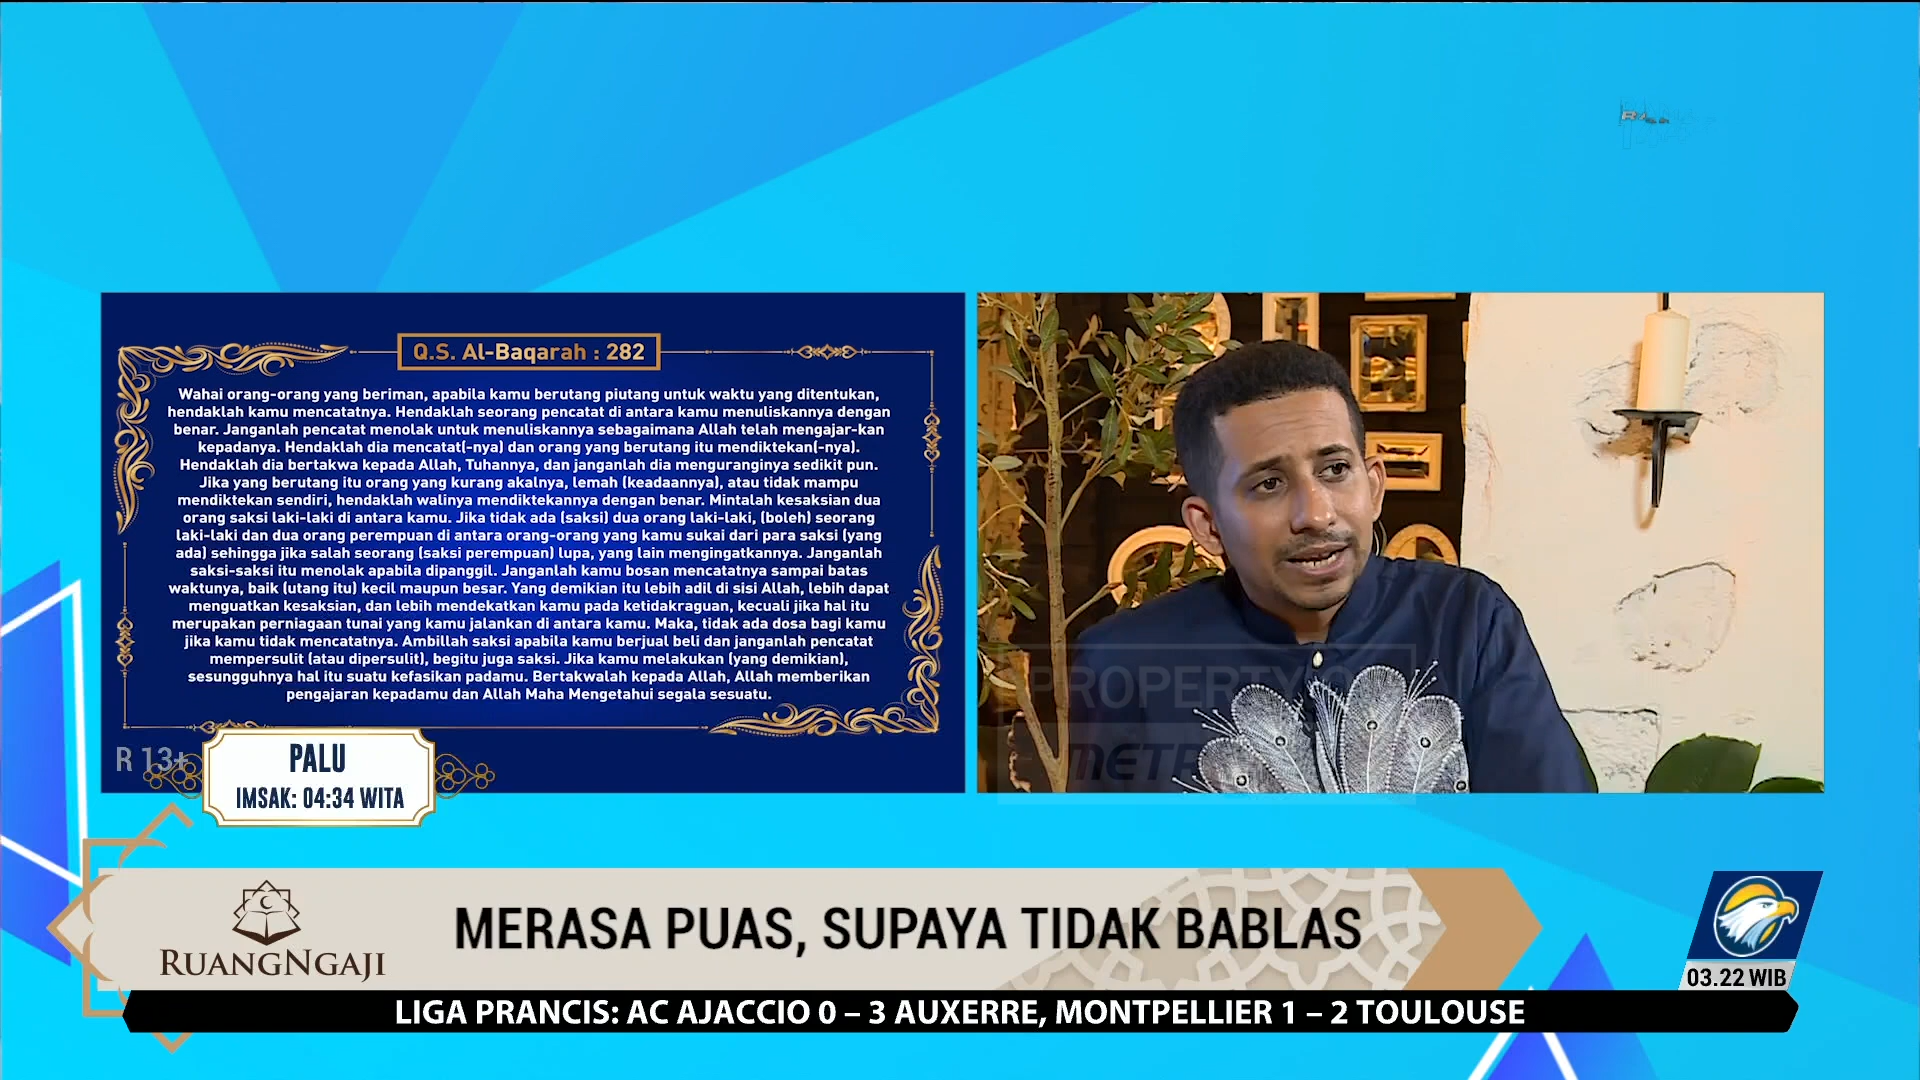 Q.S. Al-Baqarah : 282
Wahai orang-orang yang beriman, apabila kamu berutang piutang untuk waktu yang ditentukan,
hendaklah kamu mencatatnya. Hendaklah seorang pencatat di antara kamu menuliskannya dengan
benar. Janganlah pencatat menolak untuk menuliskannya sebagaimana Allah telah mengajar-kan
kepadanya. Hendaklah dia mencatat(-nya) dan orang yang berutang itu mendiktekan(-nya).
Hendaklah dia bertakwa kepada Allah, Tuhannya, dan janganlah dia menguranginya sedikit pun.
Jika yang berutang itu orang yang kurang akalnya, lemah (keadaannya), atau tidak mampu
mendiktekan sendiri, hendaklah walinya mendiktekannya dengan benar. Mintalah kesaksian dua
orang saksi laki-laki di antara kamu. Jika tidak ada (saksi) dua orang laki-laki, (boleh) seorang
laki-laki dan dua orang perempuan di antara orang-orang yang kamu sukai dari para saksi (yang
ada) sehingga jika salah seorang (saksi perempuan) lupa, yang lain mengingatkannya. Janganlah
saksi-saksi itu menolak apabila dipanggil. Janganlah kamu bosan mencatatnya sampai batas
waktunya, baik (utang itu) kecil maupun besar. Yang demikian itu lebih adil di sisi Allah, lebih dapat
menguatkan kesaksian, dan lebih mendekatkan kamu pada ketidakraguan, kecuali jika hal itu
merupakan perniagaan tunai yang kamu jalankan di antara kamu. Maka, tidak ada dosa bagi kamu
jika kamu tidak mencatatnya. Ambillah saksi apabila kamu berjual beli dan janganlah pencatat
mempersulit (atau dipersulit), begitu juga saksi. Jika kamu melakukan (yang demikian),
sesungguhnya hal itu suatu kefasikan padamu. Bertakwalah kepada Allah, Allah memberikan
pengajaran kepadamu dan Allah Maha Mengetahui segala sesuatu.
PROPERTY
R 13+
PALU
IMSAK: 04:34 WITA
RUANGNGAJI
MERASA PUAS, SUPAYA TIDAK BABLAS
03.22 WIB
LIGA PRANCIS: AC AJACCIO 0 – 3 AUXERRE, MONTPELLIER 1 – 2 TOULOUSE